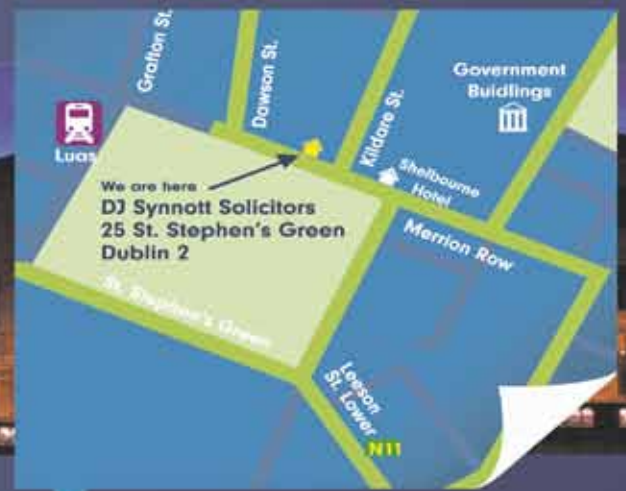 Grafton St.
Dawson St.
Kildare St.
Government
Buidlings
Luas
Shelbourne
Hotel
We are here
DJ Synnott Solicitors
25 St. Stephen's Green
Dublin 2
Merrion Row
St. Stephen's Green
Leeson
St. Lower
N11